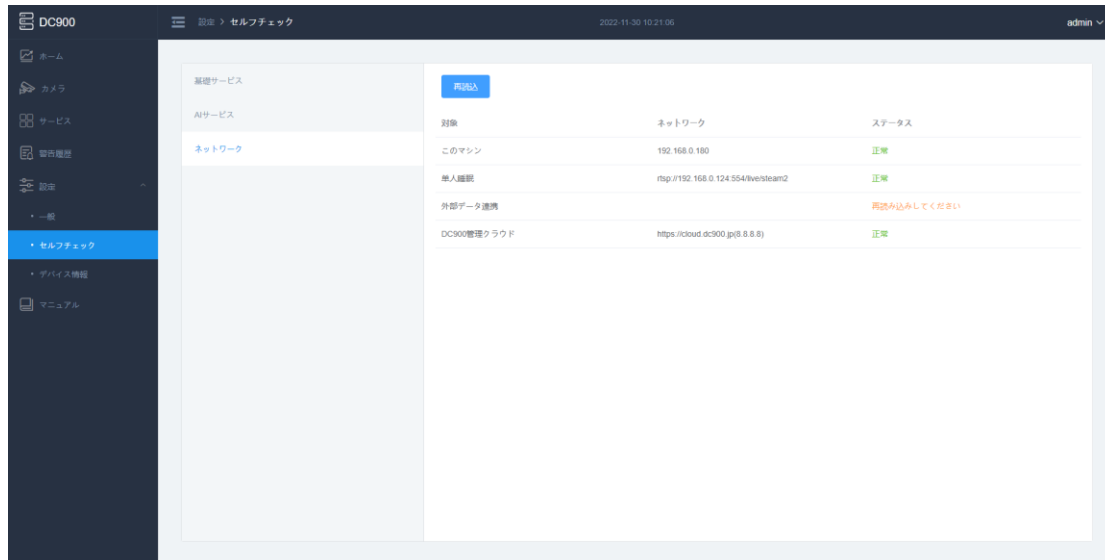 DC900
設定 > セルフチェック
2022-11-30 10:21:06
admin
ホーム
カメラ
サービス
警告履歴
設定
・一般
・セルフチェック
・デバイス情報
マニュアル
基礎サービス
AIサービス
ネットワーク
再読込
対象 ネットワーク ステータス
このマシン 192.168.0.180 正常
単人睡眠 rtsp://192.168.0.124:554/live/steam2 正常
外部データ連携 再読み込みしてください
DC900管理クラウド https://cloud.dc900.jp(8.8.8.8) 正常